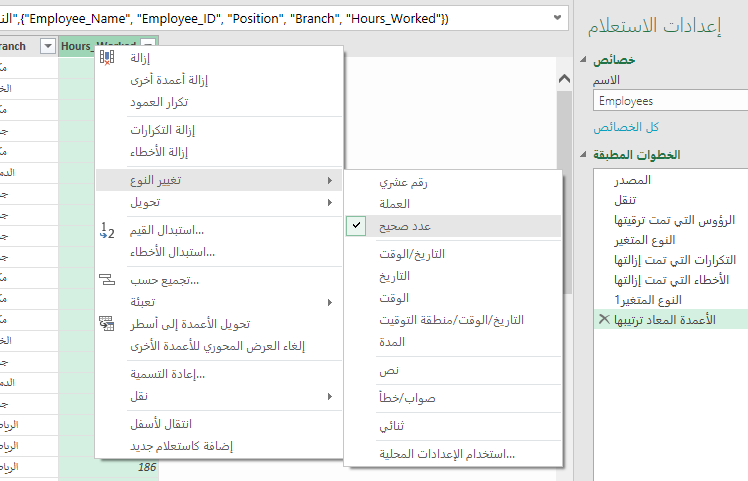 النـ",{"Employee_Name", "Employee_ID", "Position", "Branch", "Hours_Worked"})
ranch
Hours_Worked
إزالة
إزالة أعمدة أخرى
تكرار العمود
إزالة التكرارات
إزالة الأخطاء
تغيير النوع
تحويل
استبدال القيم...
استبدال الأخطاء...
تجميع حسب...
تعبئة
تحويل الأعمدة إلى أسطر
إلغاء العرض المحوري للأعمدة الأخرى
إعادة التسمية...
نقل
انتقال لأسفل
إضافة كاستعلام جديد
186
رقم عشري
العملة
عدد صحيح
التاريخ/الوقت
التاريخ
الوقت
التاريخ/الوقت/منطقة التوقيت
المدة
نص
صواب/خطأ
ثنائي
استخدام الإعدادات المحلية...
إعدادات الاستعلام
خصائص
الاسم
Employees
كل الخصائص
الخطوات المطبقة
المصدر
تنقل
الرؤوس التي تمت ترقيتها
النوع المتغير
التكرارات التي تمت إزالتها
الأخطاء التي تمت إزالتها
النوع المتغير1
الأعمدة المعاد ترتيبها